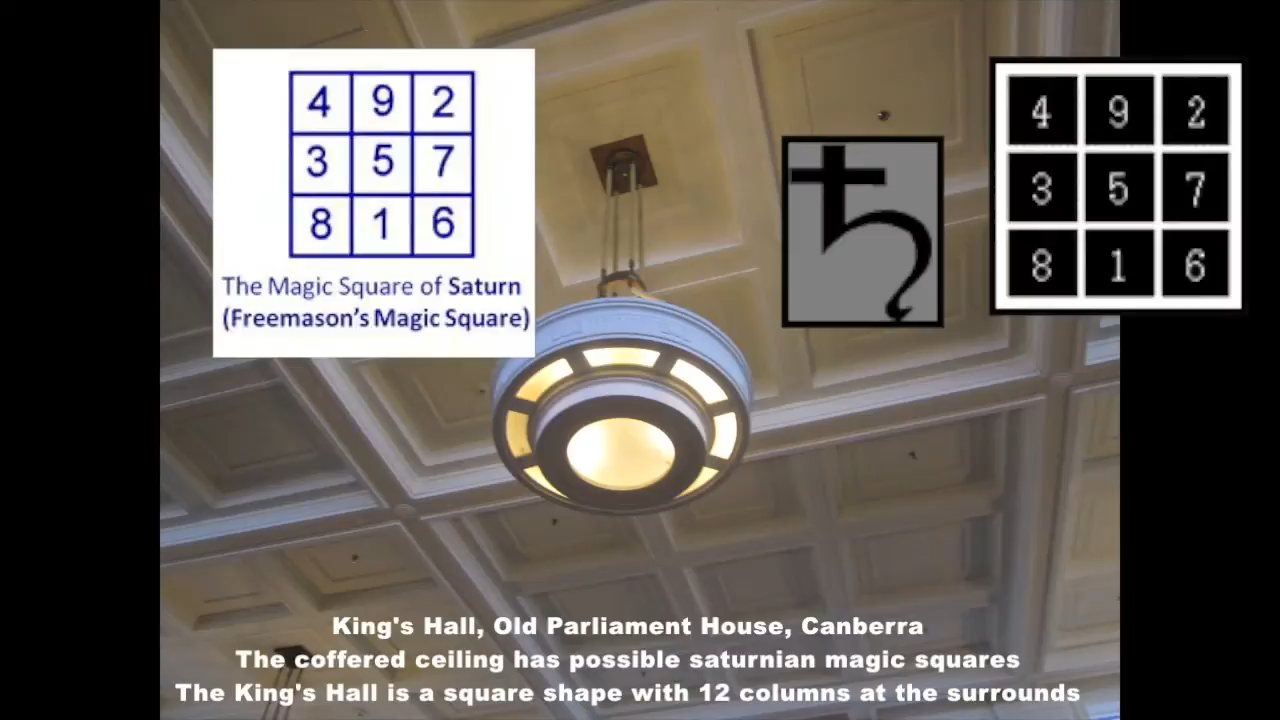 4 9 2
3 5 7
8 1 6
The Magic Square of Saturn
(Freemason's Magic Square)
4 9 2
3 5 7
8 1 6
King's Hall, Old Parliament House, Canberra
The coffered ceiling has possible saturnian magic squares
The King's Hall is a square shape with 12 columns at the surrounds